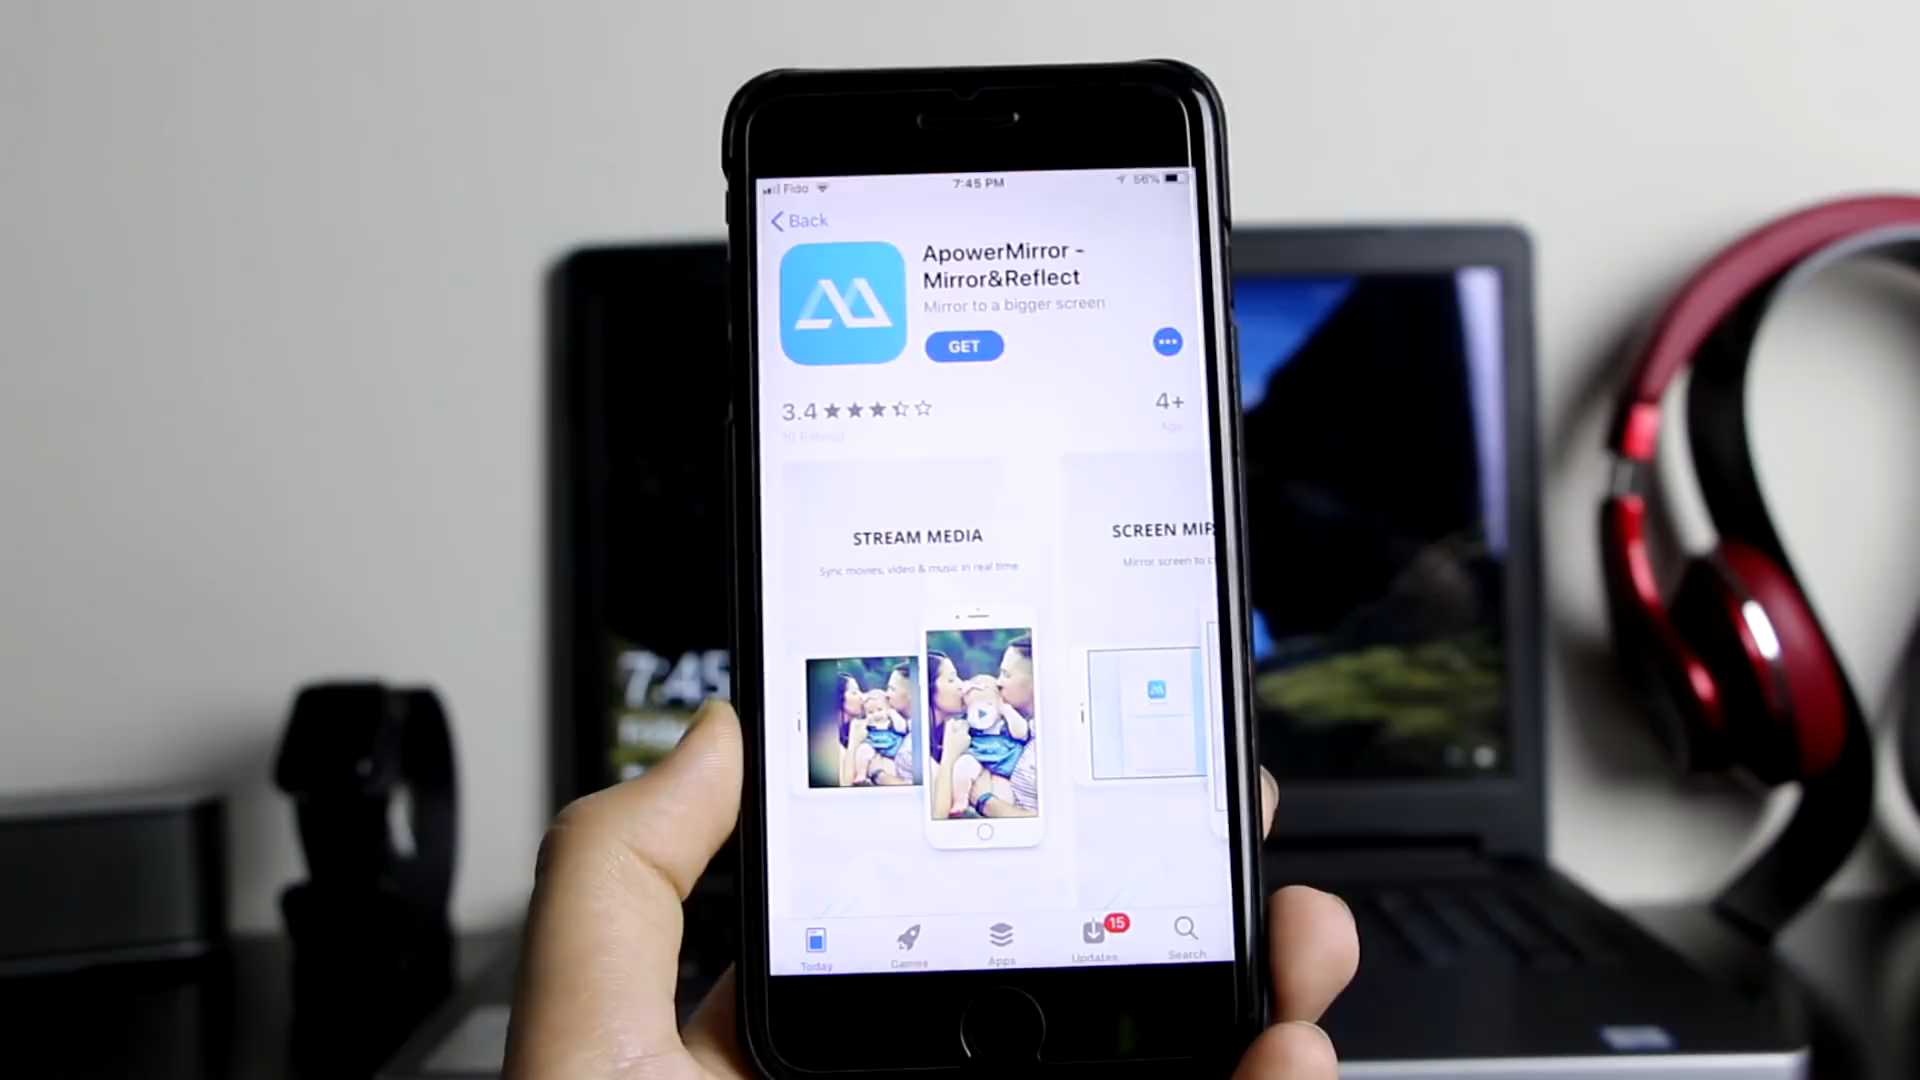 Fido 7:45 PM 56%
Back
ApowerMirror -
Mirror&Reflect
Mirror to a bigger screen
GET
3.4
4+
Age
STREAM MEDIA
Sync movies, video & music in real time
SCREEN MIR
Mirror screen to
7:45
15
Today Games Apps Updates Search